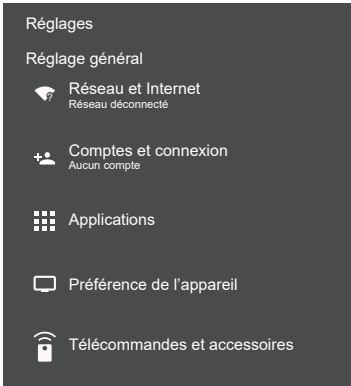 Réglages
Réglage général
Réseau et Internet
Réseau déconnecté
Comptes et connexion
Aucun compte
Applications
Préférence de l'appareil
Télécommandes et accessoires